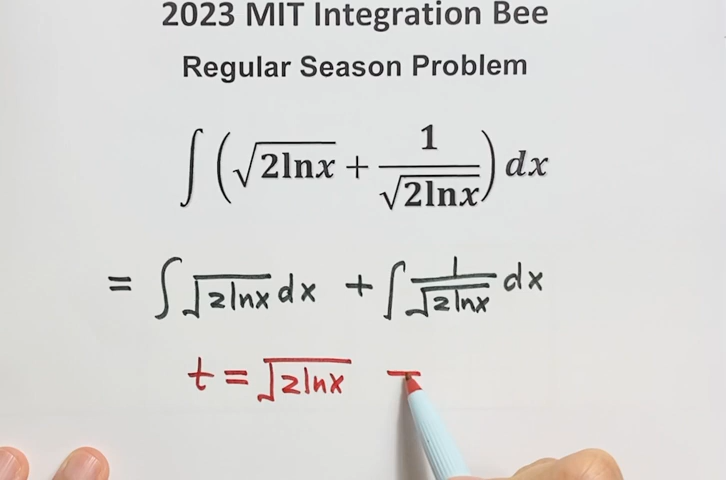 2023 MIT Integration Bee
Regular Season Problem
∫ (√2lnx + 1/√2lnx) dx
= ∫ √2lnx dx + ∫ 1/√2lnx dx
t = √2lnx